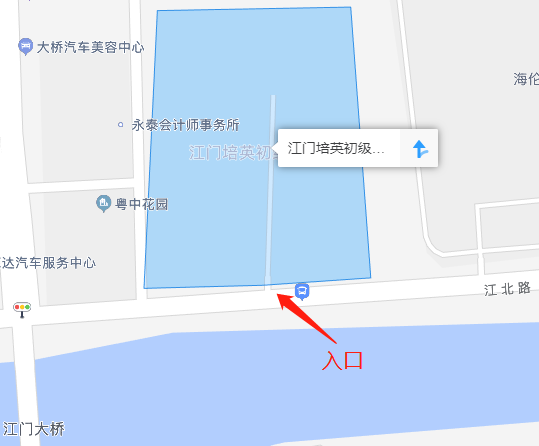 大桥汽车美容中心
海伦
永泰会计师事务所
江门培英初
江门培英初级...
粤中花园
达汽车服务中心
江北路
入口
江门大桥